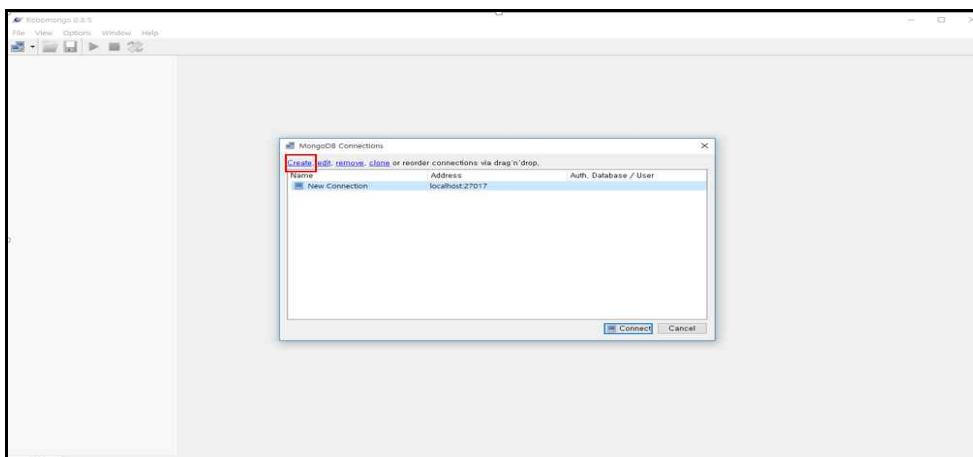 Robomongo 0.8.5
File View Options Window Help
MongoDB Connections
Create, edit, remove, clone or reorder connections via drag'n'drop.
Name Address Auth. Database / User
New Connection localhost:27017
Connect Cancel